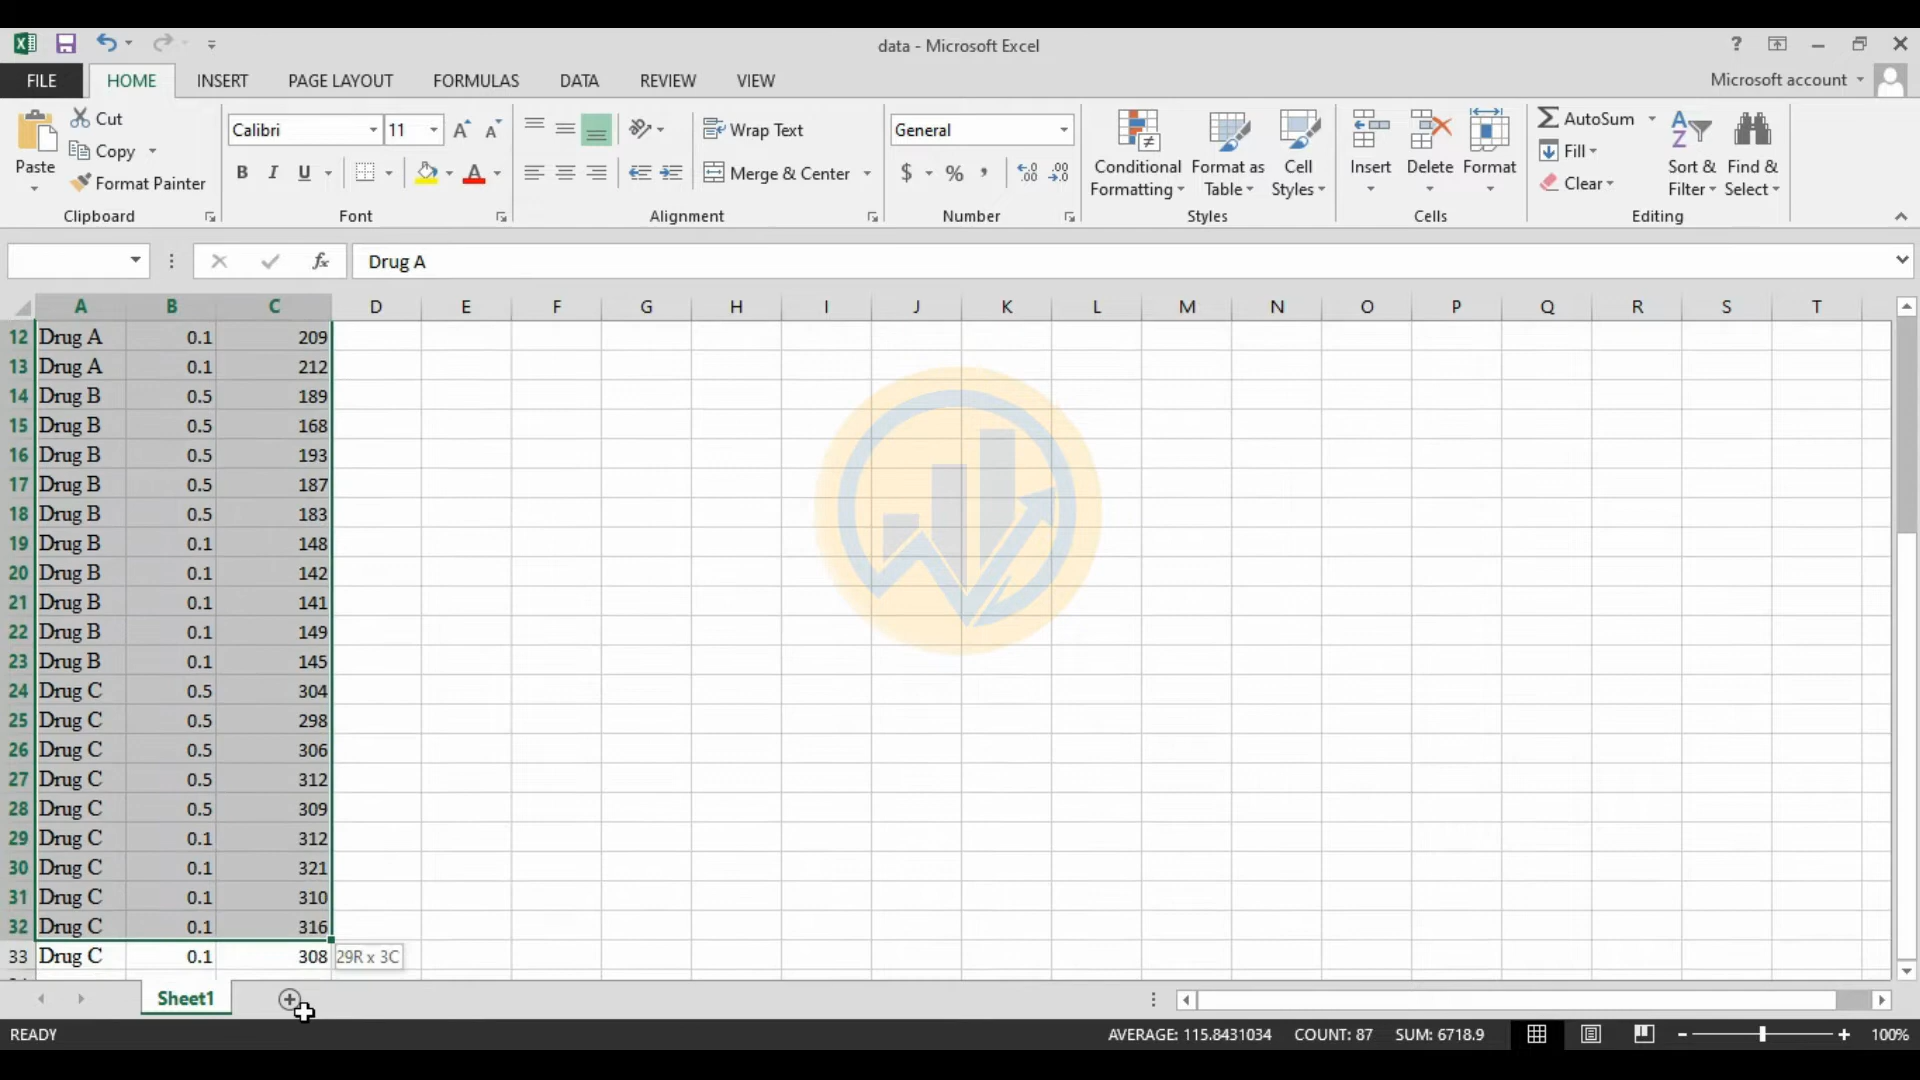 data - Microsoft Excel
?
FILE HOME INSERT PAGE LAYOUT FORMULAS DATA REVIEW VIEW Microsoft account
Paste Cut Copy Format Painter Clipboard
Calibri 11 B I U A Font
Wrap Text Merge & Center Alignment
General $ % Number
Conditional Formatting Format as Table Cell Styles Styles
Insert Delete Format Cells
AutoSum Fill Clear Sort & Filter Find & Select Editing
fx Drug A
A B C D E F G H I J K L M N O P Q R S T
12 Drug A 0.1 209
13 Drug A 0.1 212
14 Drug B 0.5 189
15 Drug B 0.5 168
16 Drug B 0.5 193
17 Drug B 0.5 187
18 Drug B 0.5 183
19 Drug B 0.1 148
20 Drug B 0.1 142
21 Drug B 0.1 141
22 Drug B 0.1 149
23 Drug B 0.1 145
24 Drug C 0.5 304
25 Drug C 0.5 298
26 Drug C 0.5 306
27 Drug C 0.5 312
28 Drug C 0.5 309
29 Drug C 0.1 312
30 Drug C 0.1 321
31 Drug C 0.1 310
32 Drug C 0.1 316
33 Drug C 0.1 308 29R x 3C
Sheet1
READY AVERAGE: 115.8431034 COUNT: 87 SUM: 6718.9 100%